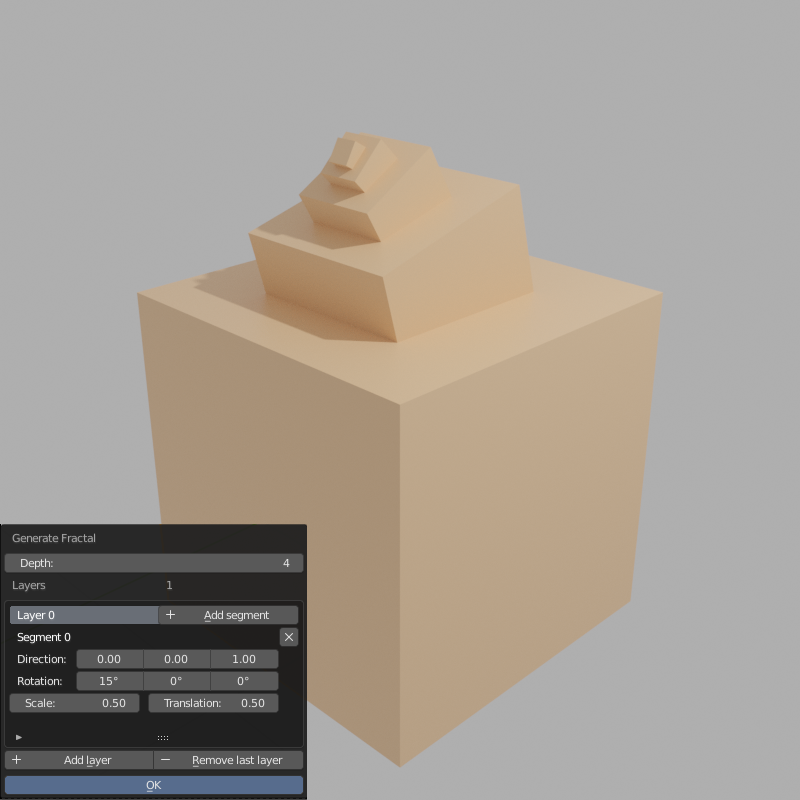 Generate Fractal
Depth: 4
Layers 1
Layer 0 + Add segment
Segment 0 ×
Direction: 0.00 0.00 1.00
Rotation: 15° 0° 0°
Scale: 0.50 Translation: 0.50
+ Add layer − Remove last layer
OK